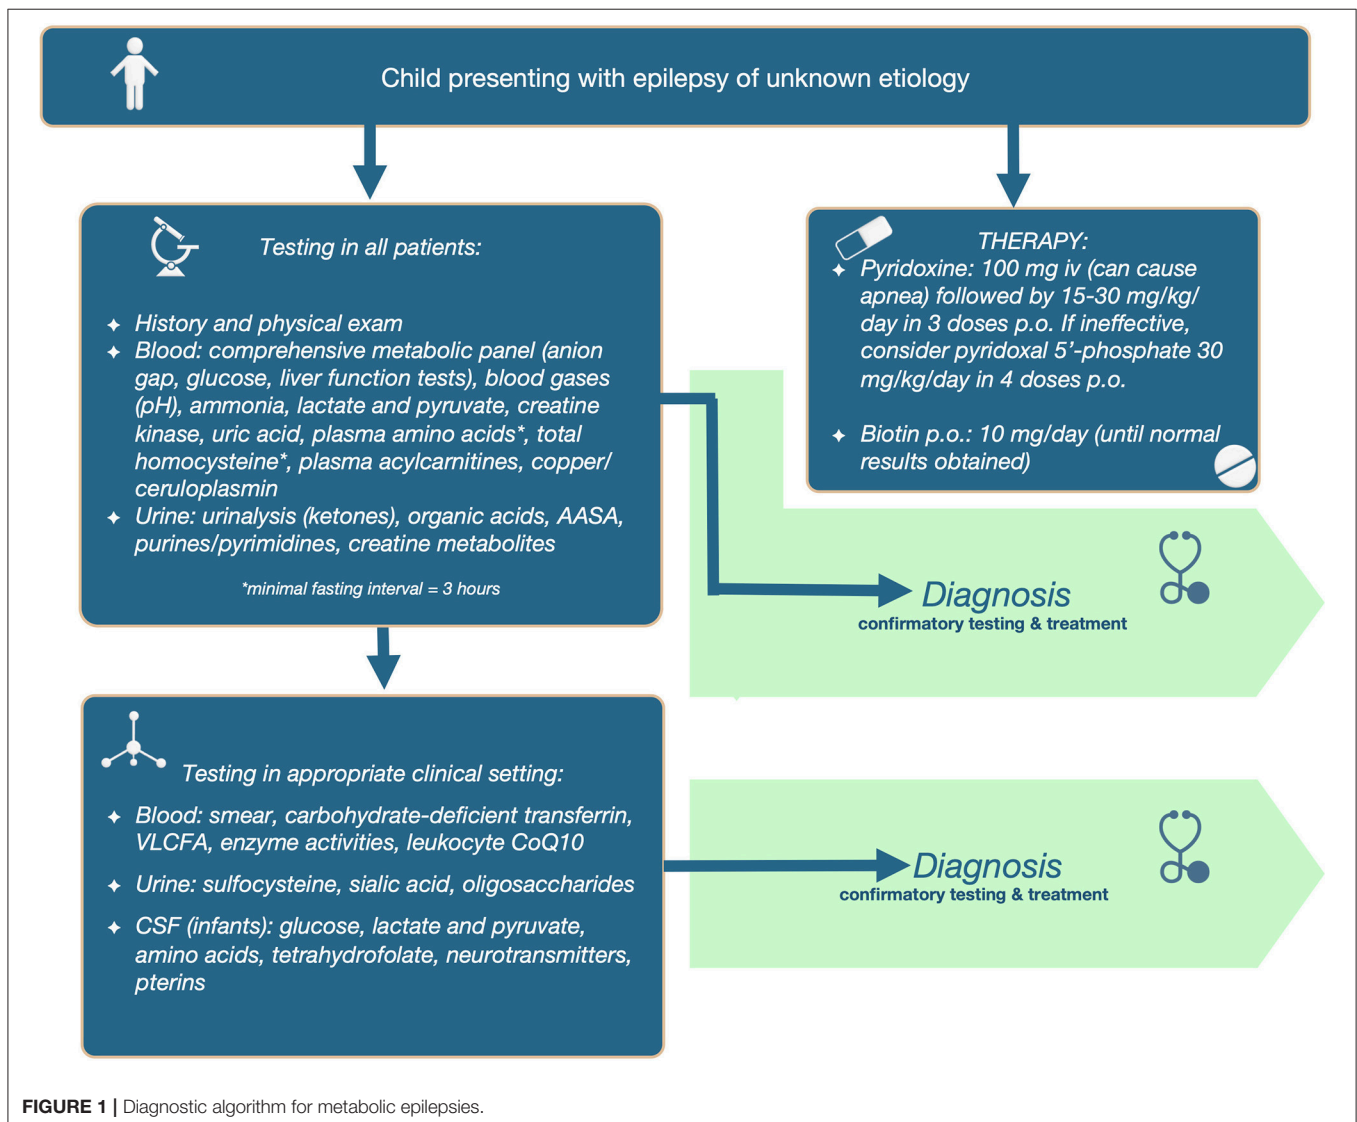 Child presenting with epilepsy of unknown etiology
Testing in all patients:
✦ History and physical exam
✦ Blood: comprehensive metabolic panel (anion
gap, glucose, liver function tests), blood gases
(pH), ammonia, lactate and pyruvate, creatine
kinase, uric acid, plasma amino acids*, total
homocysteine*, plasma acylcarnitines, copper/
ceruloplasmin
✦ Urine: urinalysis (ketones), organic acids, AASA,
purines/pyrimidines, creatine metabolites
*minimal fasting interval = 3 hours
THERAPY:
✦ Pyridoxine: 100 mg iv (can cause
apnea) followed by 15-30 mg/kg/
day in 3 doses p.o. If ineffective,
consider pyridoxal 5’-phosphate 30
mg/kg/day in 4 doses p.o.
✦ Biotin p.o.: 10 mg/day (until normal
results obtained)
Diagnosis
confirmatory testing & treatment
Testing in appropriate clinical setting:
✦ Blood: smear, carbohydrate-deficient transferrin,
VLCFA, enzyme activities, leukocyte CoQ10
✦ Urine: sulfocysteine, sialic acid, oligosaccharides
✦ CSF (infants): glucose, lactate and pyruvate,
amino acids, tetrahydrofolate, neurotransmitters,
pterins
Diagnosis
confirmatory testing & treatment
FIGURE 1 | Diagnostic algorithm for metabolic epilepsies.